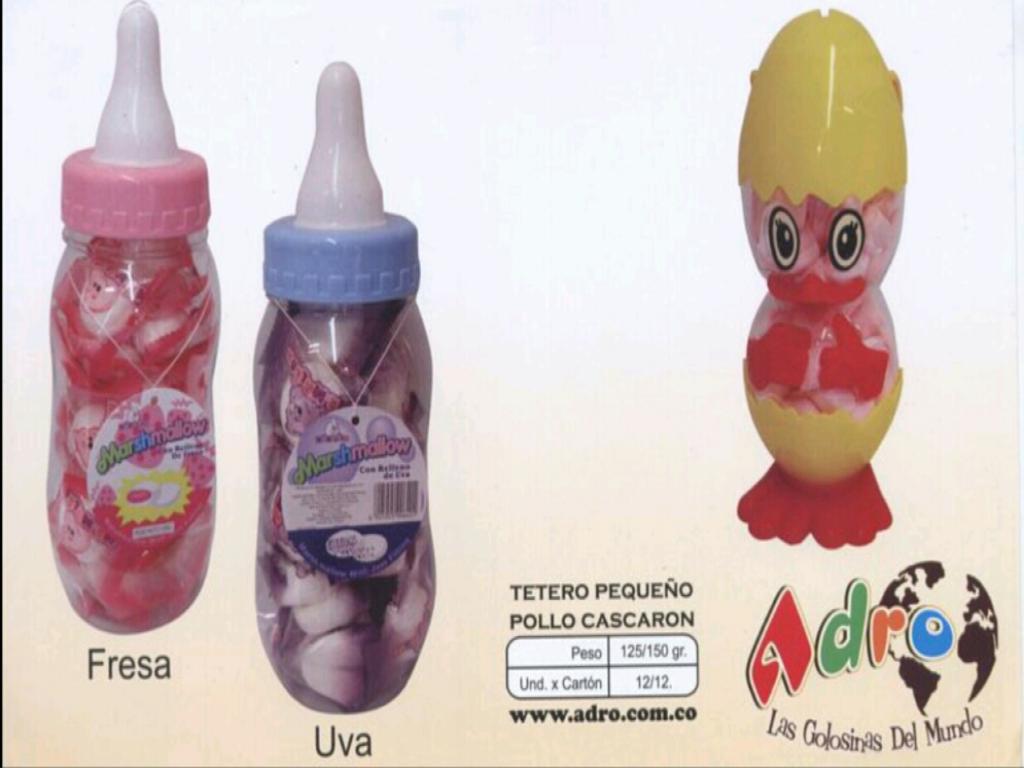 Marshmallow
Fresa
Marshmallow
Con Relleno
de Uva
Uva
TETERO PEQUEÑO
POLLO CASCARON
Peso 125/150 gr.
Und. x Cartón 12/12.
www.adro.com.co
Adro
Las Golosinas Del Mundo